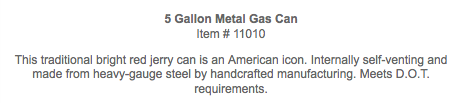 5 Gallon Metal Gas Can
Item # 11010
This traditional bright red jerry can is an American icon. Internally self-venting and
made from heavy-gauge steel by handcrafted manufacturing. Meets D.O.T.
requirements.